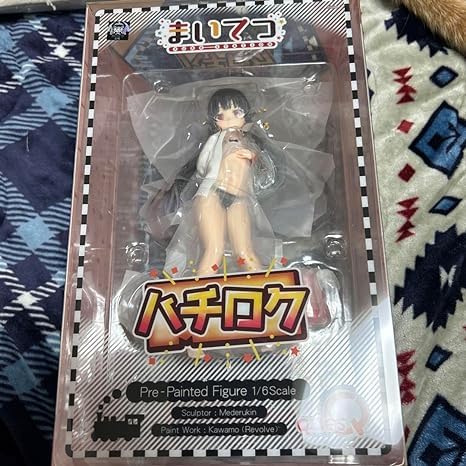 まいてつ
ハチロク
Pre-Painted Figure 1/6Scale
Sculptor : Mederukin
Paint Work : Kawamo (Revolve)